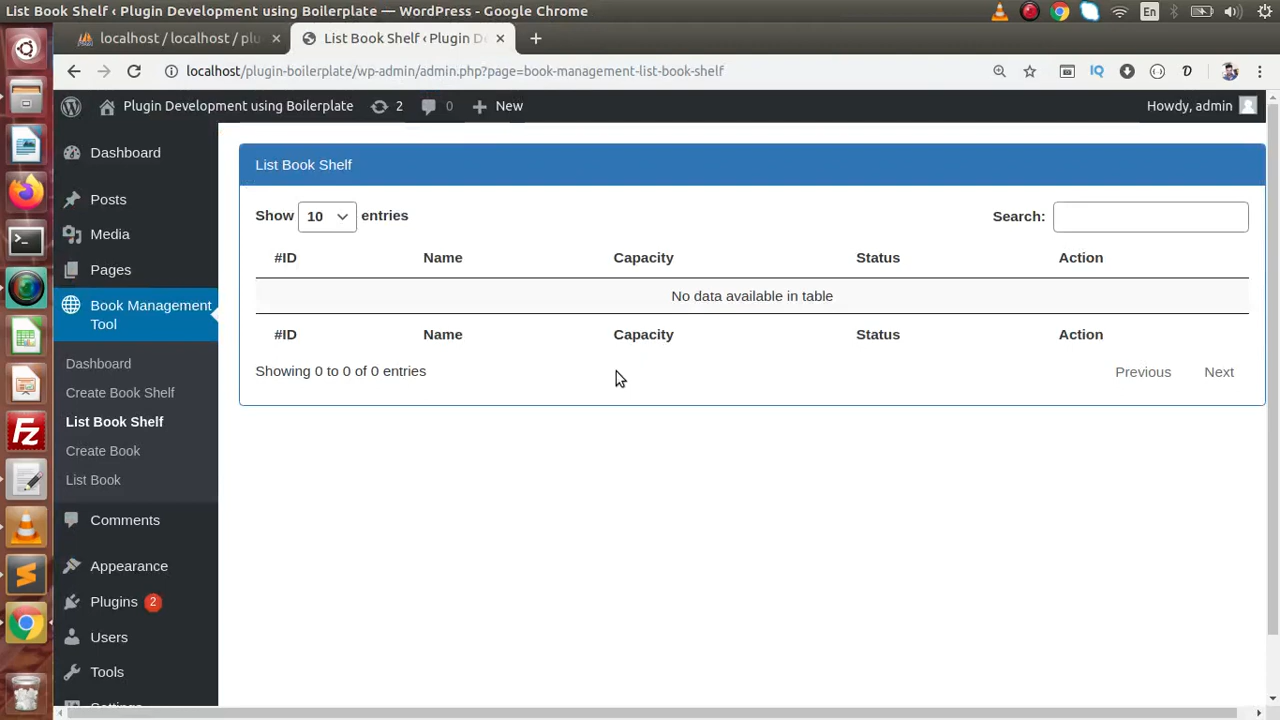 List Book Shelf ‹ Plugin Development using Boilerplate — WordPress - Google Chrome
En
localhost / localhost / plu
List Book Shelf ‹ Plugin De
localhost/plugin-boilerplate/wp-admin/admin.php?page=book-management-list-book-shelf
IQ
Plugin Development using Boilerplate
2
0
New
Howdy, admin
Dashboard
Posts
Media
Pages
Book Management
Tool
Dashboard
Create Book Shelf
List Book Shelf
Create Book
List Book
Comments
Appearance
Plugins 2
Users
Tools
Settings
List Book Shelf
Show 10 entries
Search:
#ID Name Capacity Status Action
No data available in table
#ID Name Capacity Status Action
Showing 0 to 0 of 0 entries
Previous Next